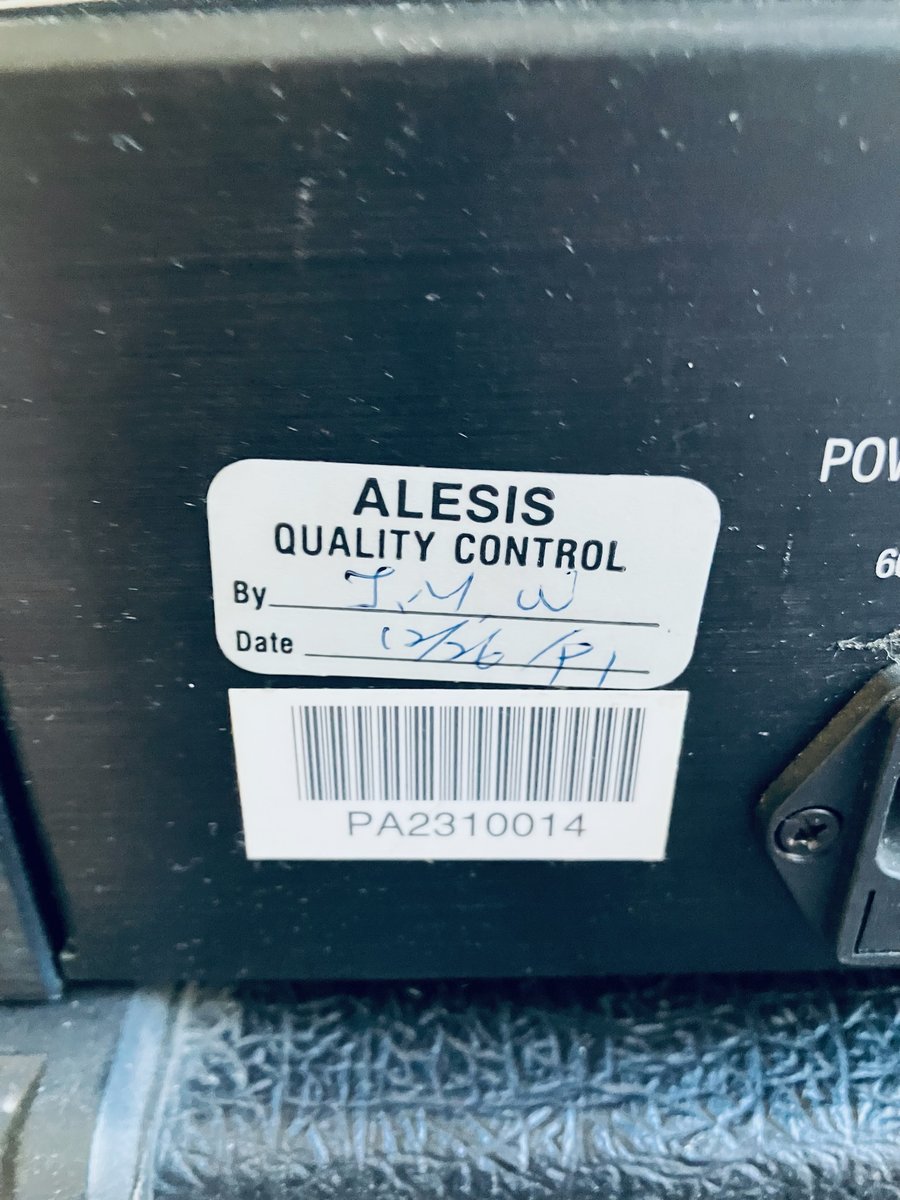 ALESIS
QUALITY CONTROL
By J.M. W
Date 12/26/91
PA2310014